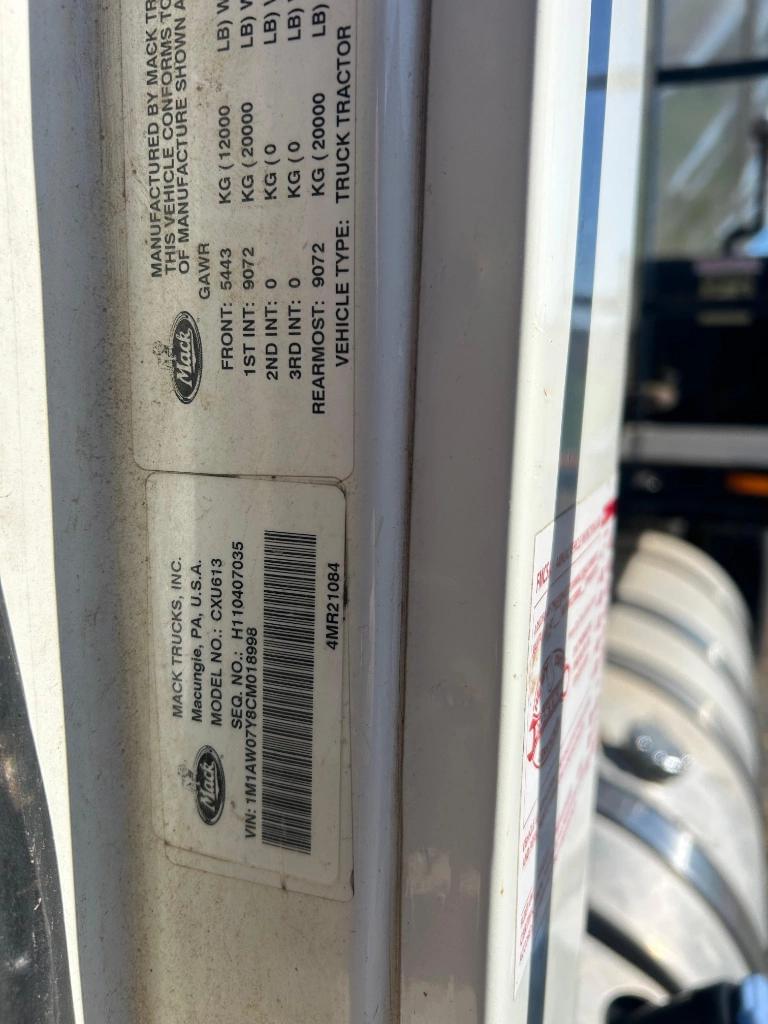 MANUFACTURED BY MACK TR
THIS VEHICLE CONFORMS TO
OF MANUFACTURE SHOWN A
Mack
GAWR
FRONT: 5443 KG ( 12000 LB) W
1ST INT: 9072 KG ( 20000 LB) W
2ND INT: 0 KG ( 0 LB) W
3RD INT: 0 KG ( 0 LB) W
REARMOST: 9072 KG ( 20000 LB)
VEHICLE TYPE: TRUCK TRACTOR
MACK TRUCKS, INC.
Macungie, PA, U.S.A.
MODEL NO.: CXU613
SEQ. NO.: H110407035
Mack
VIN: 1M1AW07Y8CM018998
4MR21084